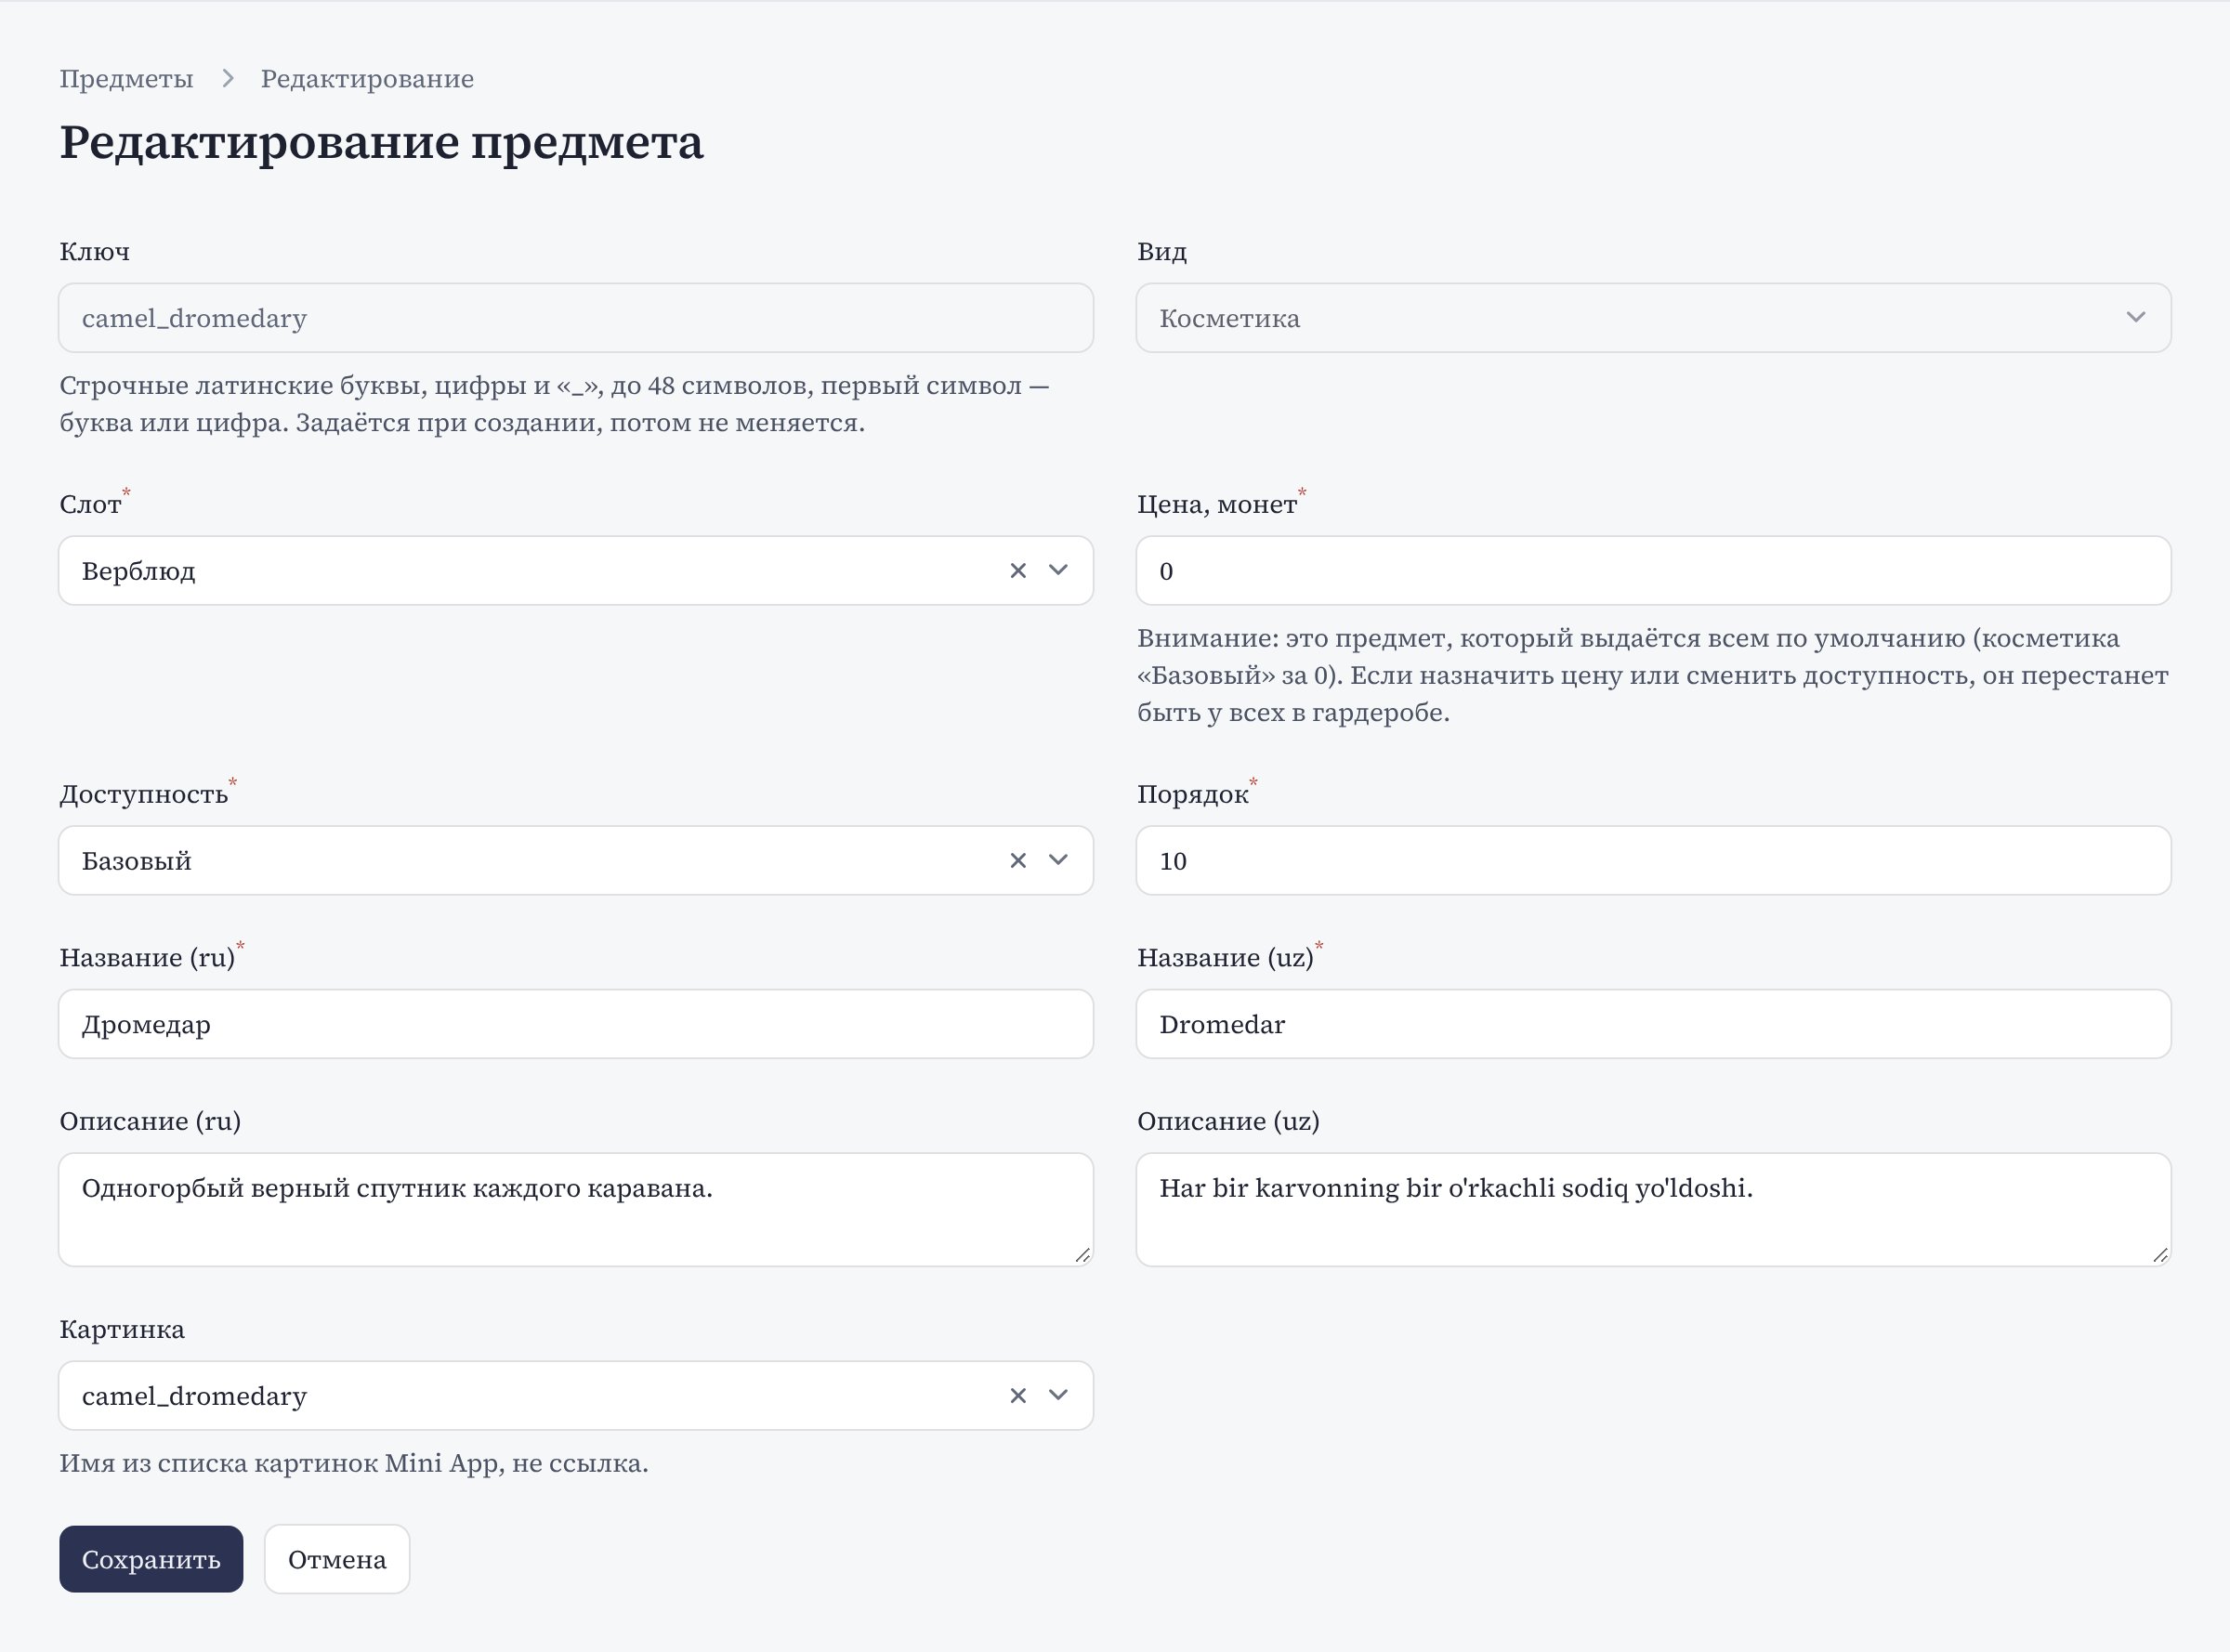 Предметы > Редактирование
Редактирование предмета
Ключ
camel_dromedary
Строчные латинские буквы, цифры и «_», до 48 символов, первый символ —
буква или цифра. Задаётся при создании, потом не меняется.
Вид
Косметика
Слот*
Верблюд
Цена, монет*
0
Внимание: это предмет, который выдаётся всем по умолчанию (косметика
«Базовый» за 0). Если назначить цену или сменить доступность, он перестанет
быть у всех в гардеробе.
Доступность*
Базовый
Порядок*
10
Название (ru)*
Дромедар
Название (uz)*
Dromedar
Описание (ru)
Одногорбый верный спутник каждого каравана.
Описание (uz)
Har bir karvonning bir o'rkachli sodiq yo'ldoshi.
Картинка
camel_dromedary
Имя из списка картинок Mini App, не ссылка.
Сохранить
Отмена